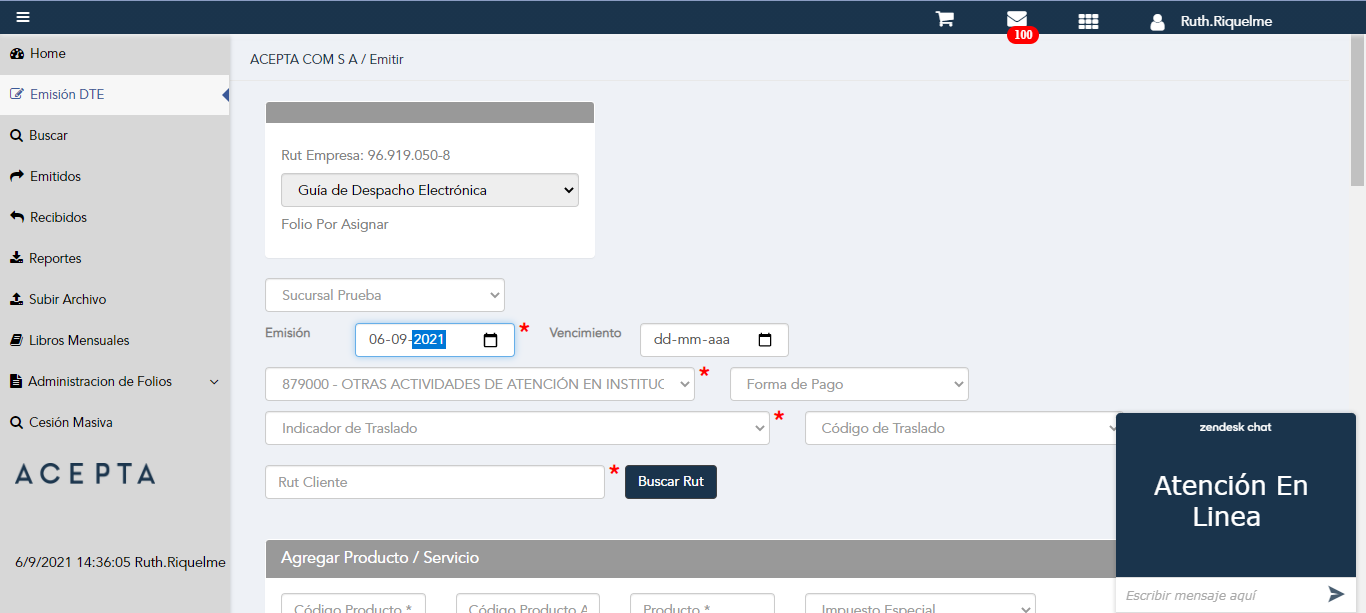 100
Ruth.Riquelme
Home
Emisión DTE
Buscar
Emitidos
Recibidos
Reportes
Subir Archivo
Libros Mensuales
Administracion de Folios
Cesión Masiva
ACEPTA
6/9/2021 14:36:05 Ruth.Riquelme
ACEPTA COM S A / Emitir
Rut Empresa: 96.919.050-8
Guía de Despacho Electrónica
Folio Por Asignar
Sucursal Prueba
Emisión 06-09-2021 * Vencimiento dd-mm-aaa
879000 - OTRAS ACTIVIDADES DE ATENCIÓN EN INSTITUC * Forma de Pago
Indicador de Traslado * Código de Traslado
Rut Cliente * Buscar Rut
Agregar Producto / Servicio
Código Producto * Código Producto A Producto * Impuesto Especial
zendesk chat
Atención En
Linea
Escribir mensaje aquí